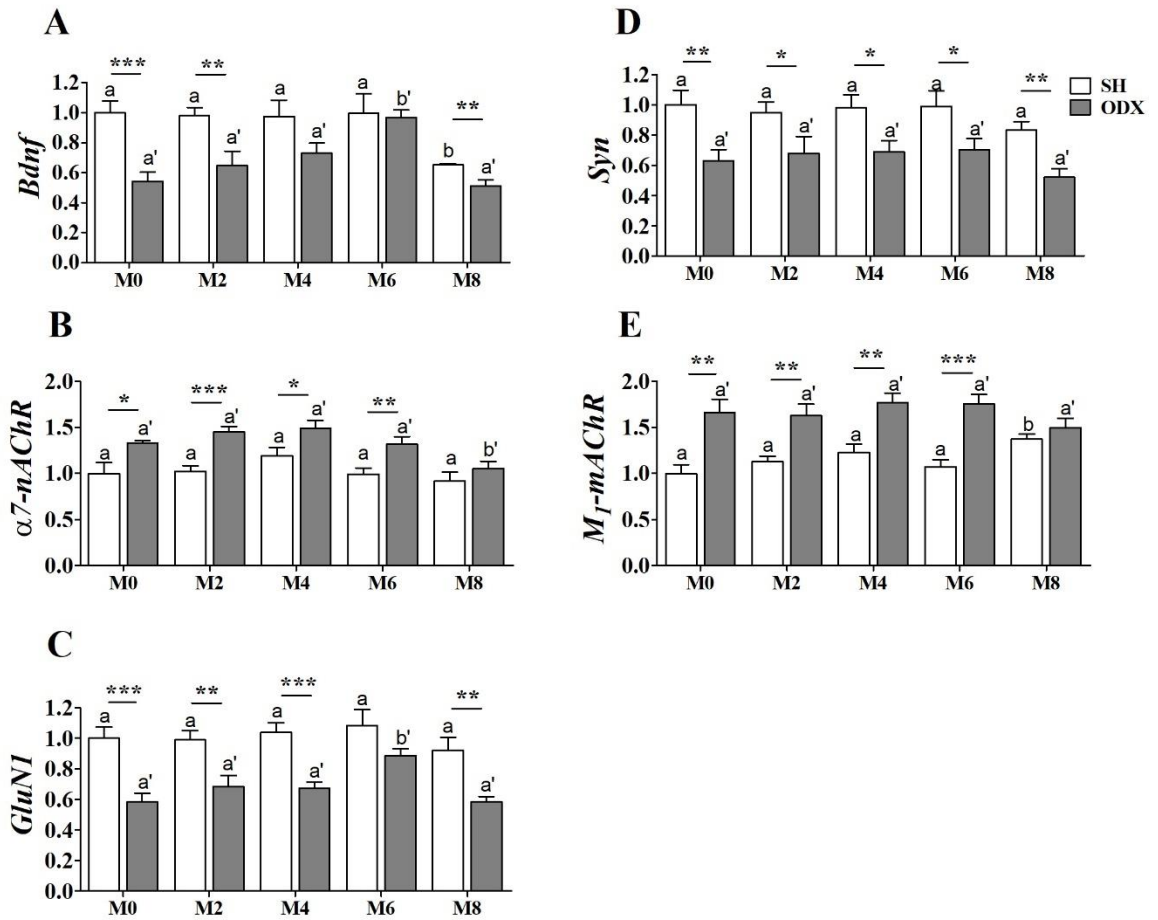 A
*** ** **
a a' a a' a a' a b' b a'
1.2
1.0
0.8
0.6
0.4
0.2
0.0
Bdnf
M0 M2 M4 M6 M8
D
** * * * **
a a' a a' a a' a a' a a'
1.2
1.0
0.8
0.6
0.4
0.2
0.0
Syn
M0 M2 M4 M6 M8
SH
ODX
B
* *** * **
a a' a a' a a' a a' a b'
2.0
1.5
1.0
0.5
0.0
α7-nAChR
M0 M2 M4 M6 M8
E
** ** ** ***
a a' a a' a a' a a' b a'
2.0
1.5
1.0
0.5
0.0
M1-mAChR
M0 M2 M4 M6 M8
C
*** ** *** **
a a' a a' a a' a b' a a'
1.2
1.0
0.8
0.6
0.4
0.2
0.0
GluN1
M0 M2 M4 M6 M8